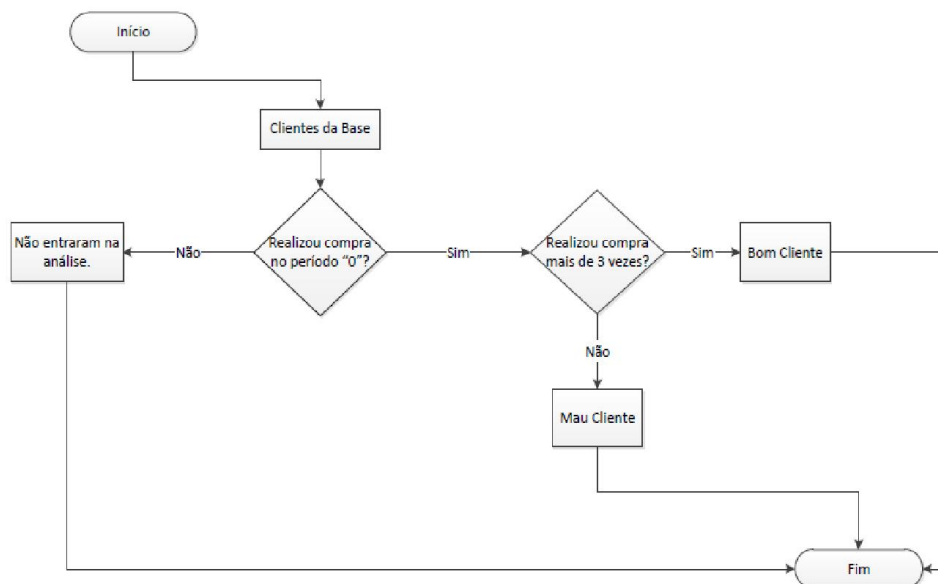 Início
Clientes da Base
Não entraram na
análise.
Não
Realizou compra
no período “0”?
Sim
Realizou compra
mais de 3 vezes?
Sim
Bom Cliente
Não
Mau Cliente
Fim